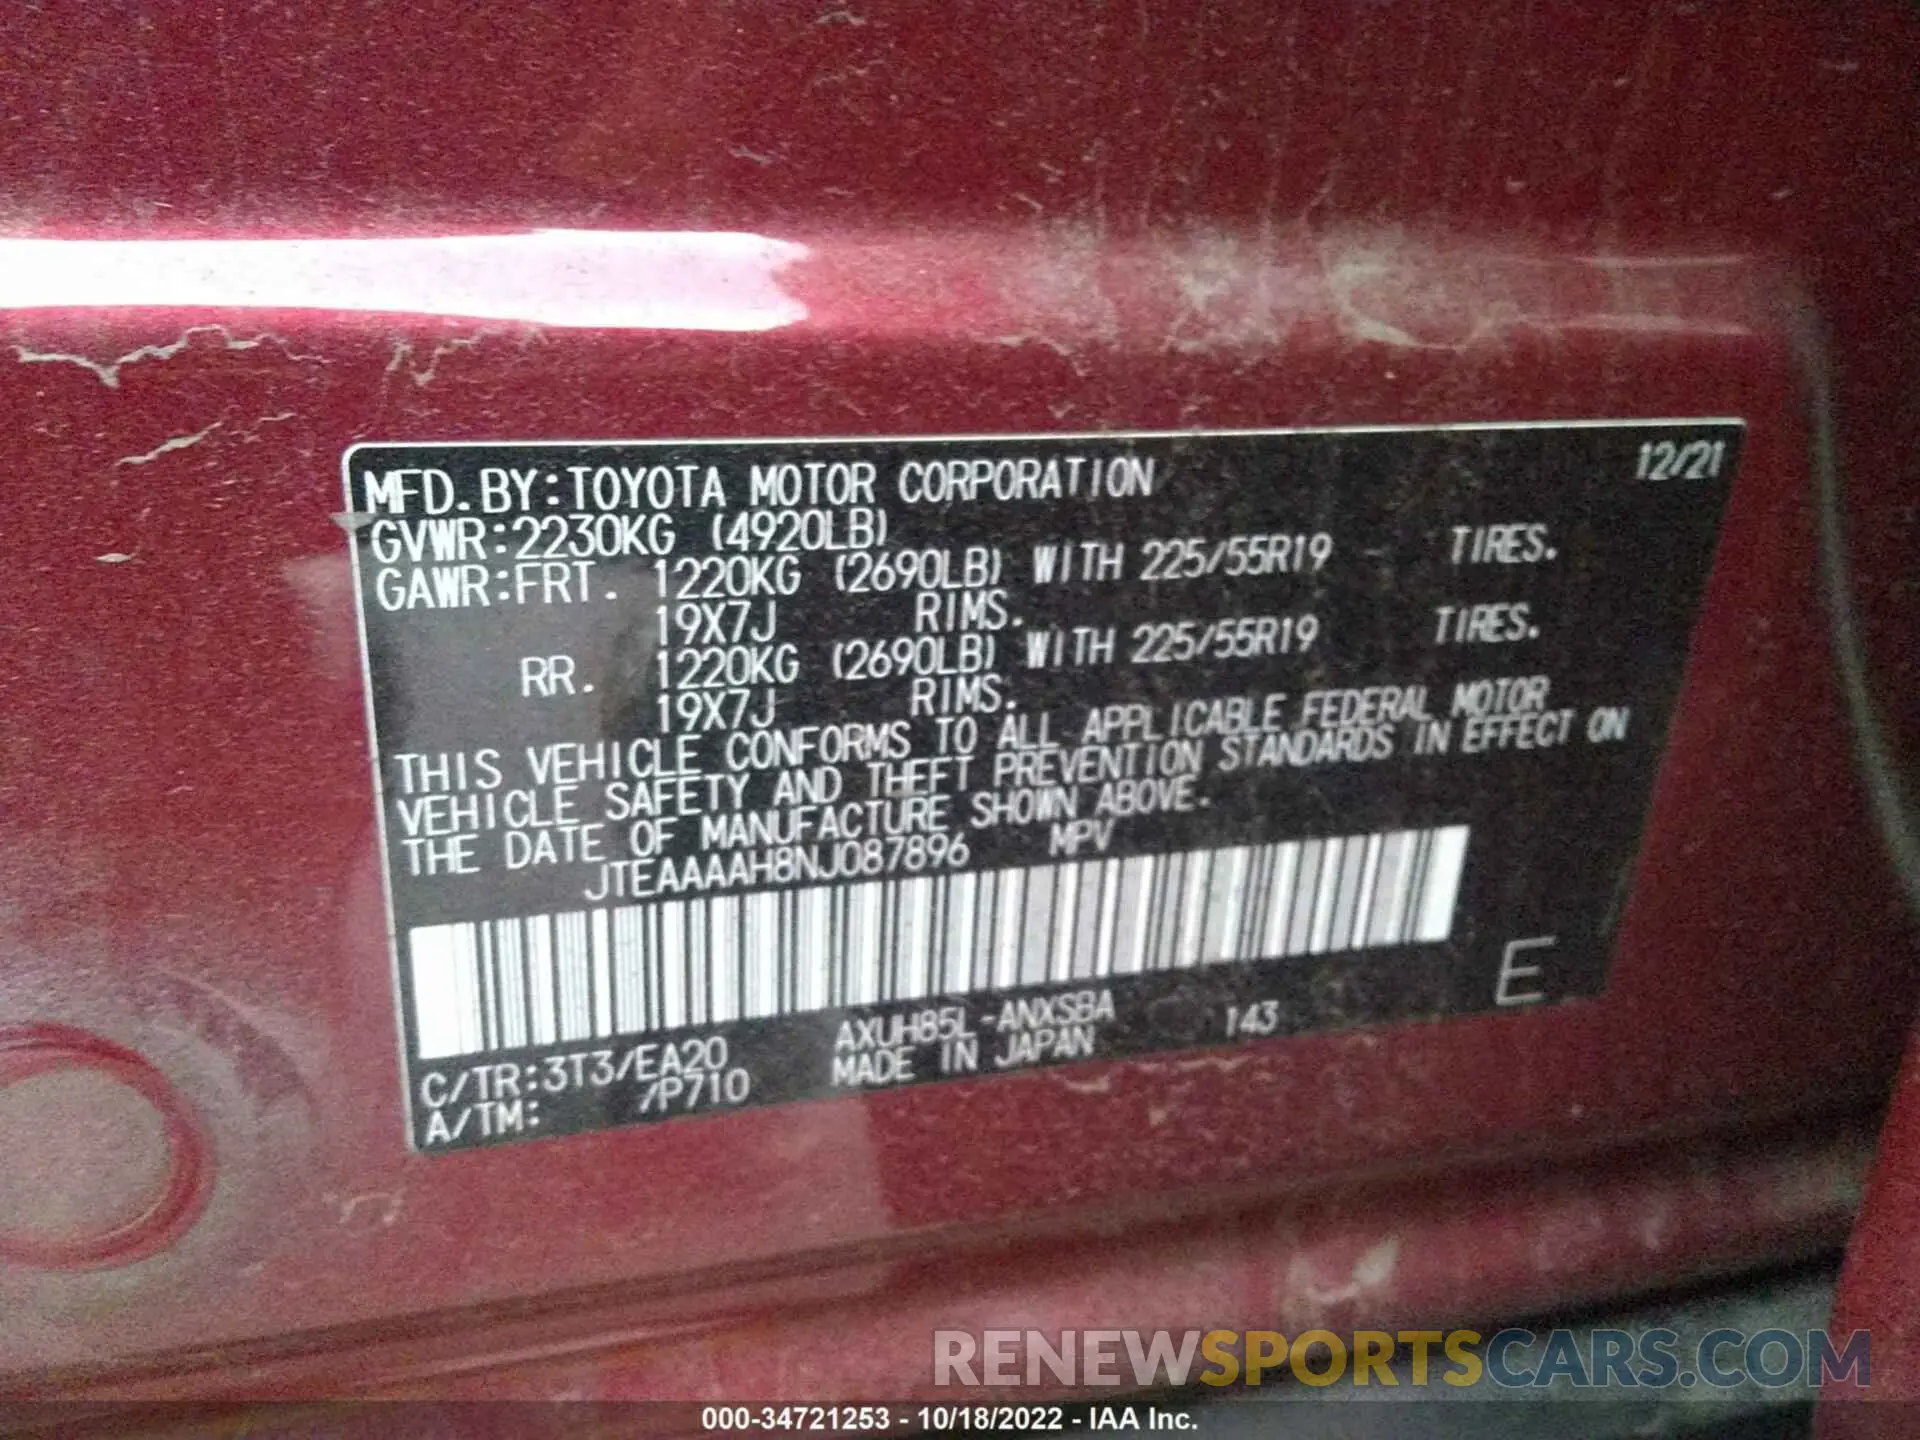 MFD. BY:TOYOTA MOTOR CORPORATION 12/21
GVWR:2230KG (4920LB)
GAWR:FRT. 1220KG (2690LB) WITH 225/55R19 TIRES.
19X7J RIMS.
RR. 1220KG (2690LB) WITH 225/55R19 TIRES.
19X7J RIMS.
THIS VEHICLE CONFORMS TO ALL APPLICABLE FEDERAL MOTOR
VEHICLE SAFETY AND THEFT PREVENTION STANDARDS IN EFFECT ON
THE DATE OF MANUFACTURE SHOWN ABOVE.
JTEAAAAH8NJ087896 MPV
E
C/TR:3T3/EA20 AXUH85L-ANXSBA 143
A/TM: /P710 MADE IN JAPAN
RENEWSPORTSCARS.COM
000-34721253 - 10/18/2022 - IAA Inc.